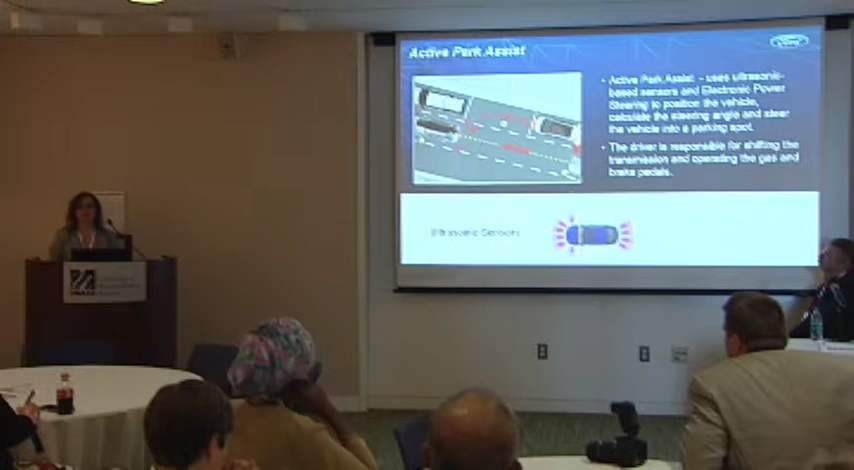 Active Park Assist
Ford
• Active Park Assist - uses ultrasonic-
based sensors and Electronic Power
Steering to position the vehicle,
calculate the steering angle and steer
the vehicle into a parking spot.
• The driver is responsible for shifting the
transmission and operating the gas and
brake pedals.
Ultrasonic Sensors